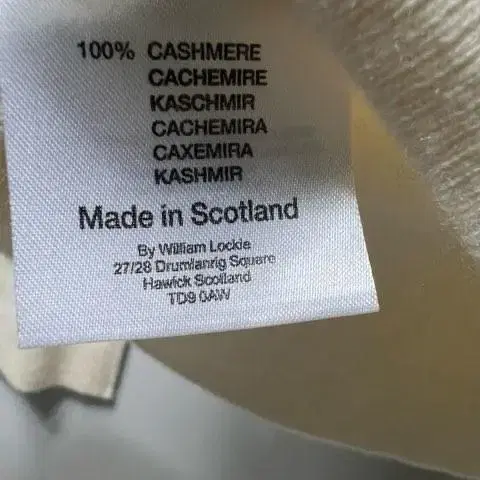 100% CASHMERE
CACHEMIRE
KASCHMIR
CACHEMIRA
CAXEMIRA
KASHMIR
Made in Scotland
By William Lockie
27/28 Drumlanrig Square
Hawick Scotland
TD9 0AW